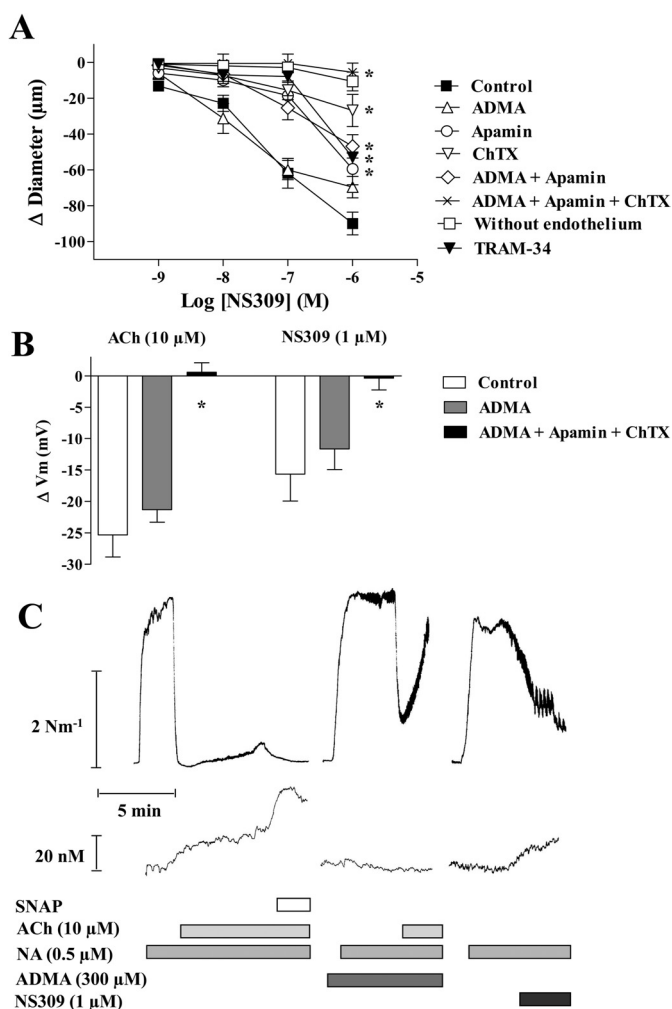 A
0
-20
-40
-60
-80
-100
Δ Diameter (µm)
-9
-8
-7
-6
-5
Log [NS309] (M)
*
*
*
*
*
Control
ADMA
Apamin
ChTX
ADMA + Apamin
ADMA + Apamin + ChTX
Without endothelium
TRAM-34
B
ACh (10 µM)
NS309 (1 µM)
5
0
-5
-10
-15
-20
-25
-30
Δ Vm (mV)
*
*
Control
ADMA
ADMA + Apamin + ChTX
C
2 Nm-1
5 min
20 nM
SNAP
ACh (10 µM)
NA (0.5 µM)
ADMA (300 µM)
NS309 (1 µM)